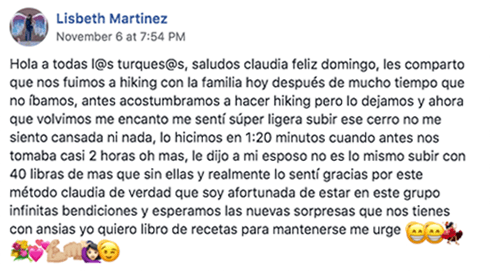 Lisbeth Martinez
November 6 at 7:54 PM
Hola a todas l@s turques@s, saludos claudia feliz domingo, les comparto
que nos fuimos a hiking con la familia hoy después de mucho tiempo que
no íbamos, antes acostumbramos a hacer hiking pero lo dejamos y ahora
que volvimos me encanto me sentí súper ligera subir ese cerro no me
siento cansada ni nada, lo hicimos en 1:20 minutos cuando antes nos
tomaba casi 2 horas oh mas, le dijo a mi esposo no es lo mismo subir con
40 libras de mas que sin ellas y realmente lo sentí gracias por este
método claudia de verdad que soy afortunada de estar en este grupo
infinitas bendiciones y esperamos las nuevas sorpresas que nos tienes
con ansias yo quiero libro de recetas para mantenerse me urge 😁😁💃
💐💞💪🏼🙋🏻‍♀️😉